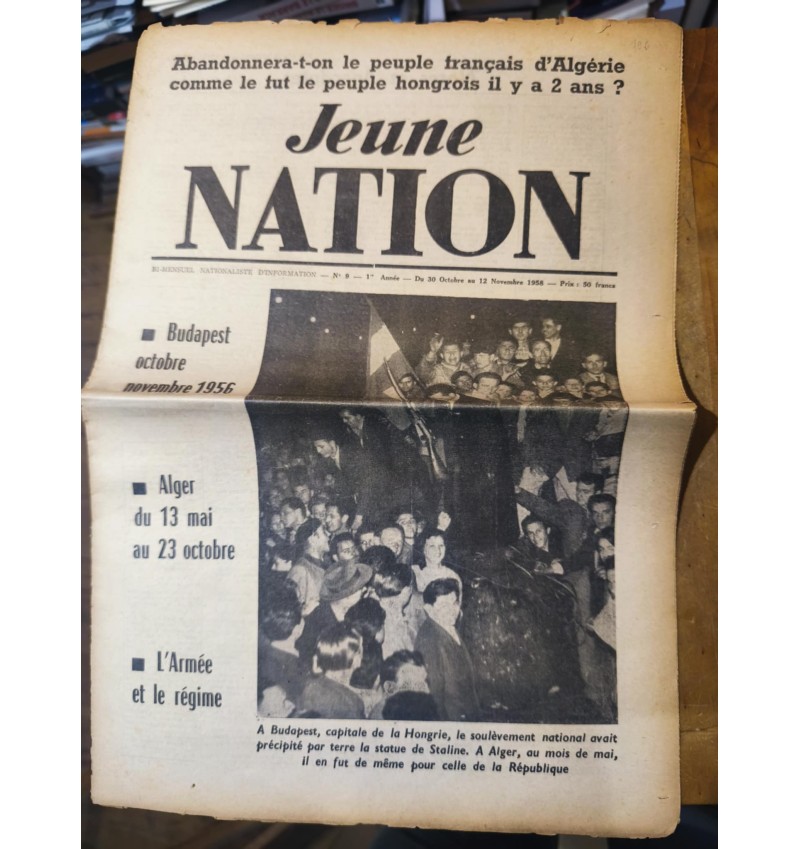 Abandonnera-t-on le peuple français d'Algérie
comme le fut le peuple hongrois il y a 2 ans ?
Jeune
NATION
BI-MENSUEL NATIONALISTE D'INFORMATION — N° 9 — 1re Année — Du 30 Octobre au 12 Novembre 1958 — Prix : 50 francs
■ Budapest
octobre
novembre 1956
■ Alger
du 13 mai
au 23 octobre
■ L'Armée
et le régime
A Budapest, capitale de la Hongrie, le soulèvement national avait
précipité par terre la statue de Staline. A Alger, au mois de mai,
il en fut de même pour celle de la République